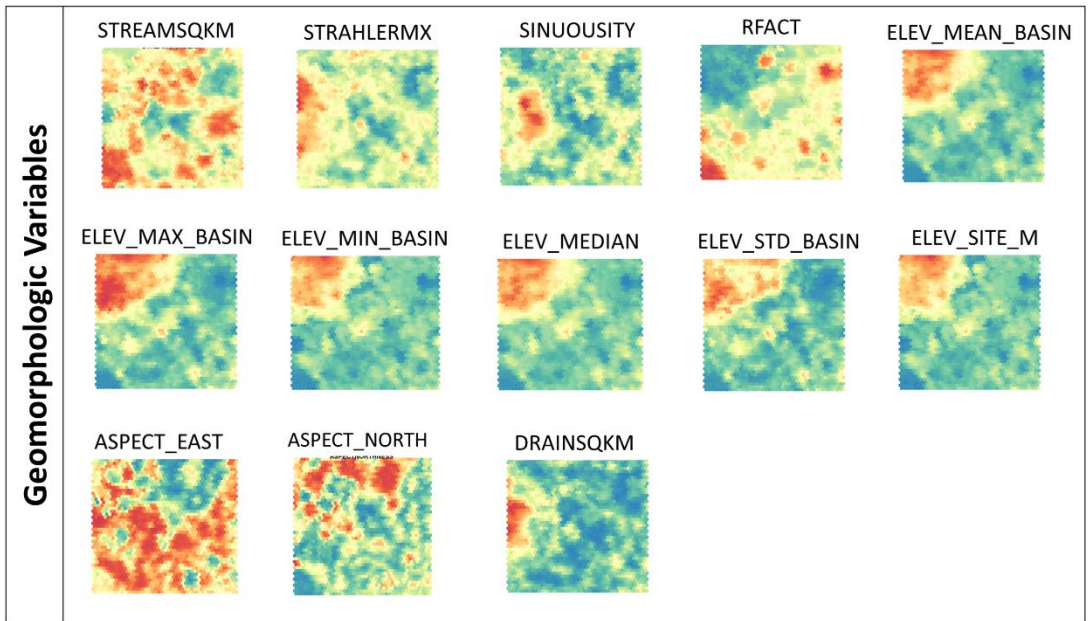 Geomorphologic Variables
STREAMSQKM
STRAHLERMX
SINUOUSITY
RFACT
ELEV_MEAN_BASIN
ELEV_MAX_BASIN
ELEV_MIN_BASIN
ELEV_MEDIAN
ELEV_STD_BASIN
ELEV_SITE_M
ASPECT_EAST
ASPECT_NORTH
DRAINSQKM